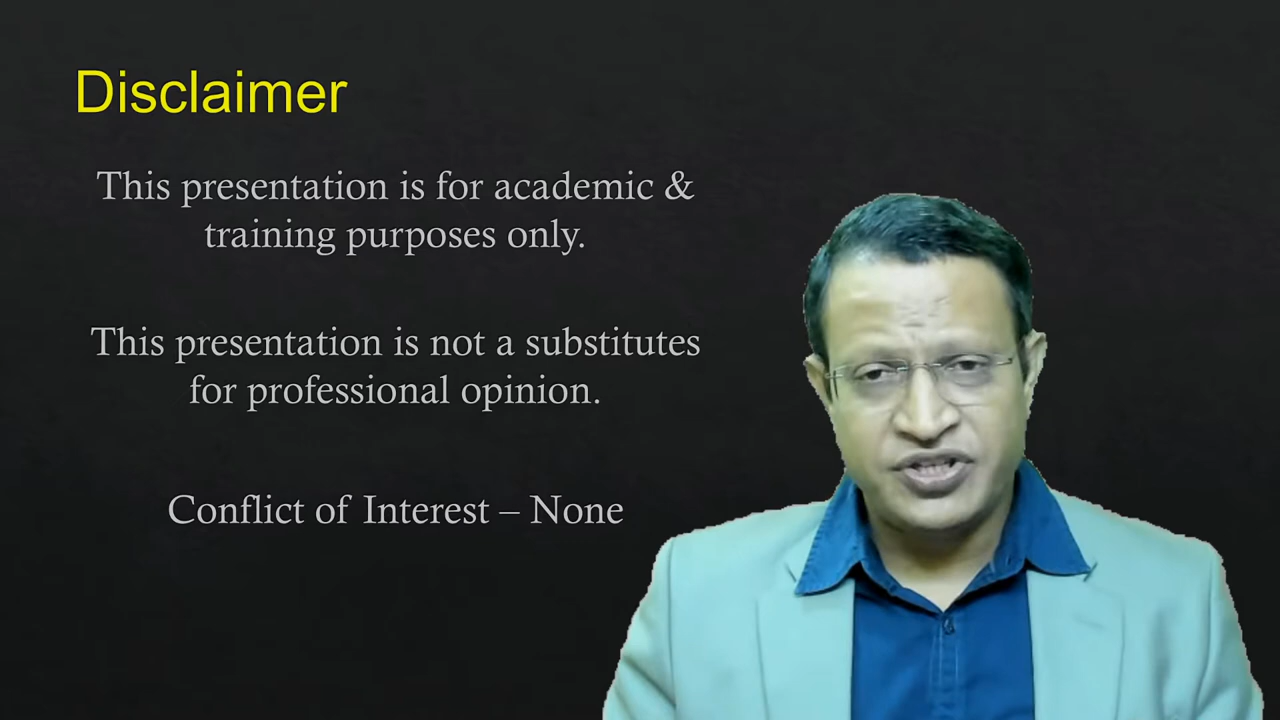 Disclaimer
This presentation is for academic &
training purposes only.
This presentation is not a substitutes
for professional opinion.
Conflict of Interest – None